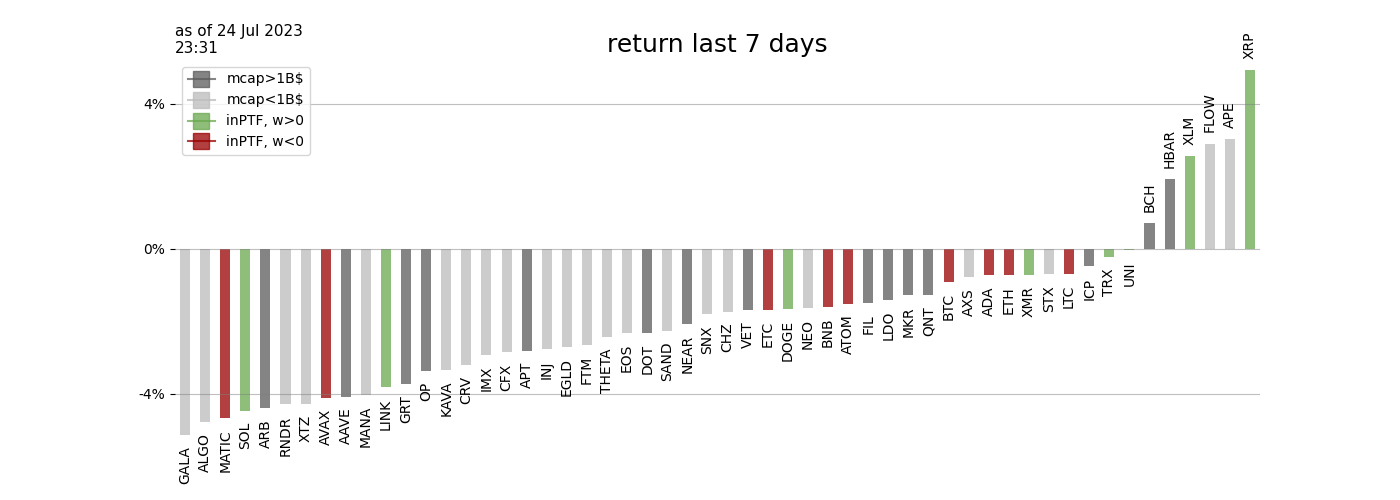 as of 24 Jul 2023
23:31
return last 7 days
mcap>1B$
mcap<1B$
inPTF, w>0
inPTF, w<0
4%
0%
-4%
GALA
ALGO
MATIC
SOL
ARB
RNDR
XTZ
AVAX
AAVE
MANA
LINK
GRT
OP
KAVA
CRV
IMX
CFX
APT
INJ
EGLD
FTM
THETA
EOS
DOT
SAND
NEAR
SNX
CHZ
VET
ETC
DOGE
NEO
BNB
ATOM
FIL
LDO
MKR
QNT
BTC
AXS
ADA
ETH
XMR
STX
LTC
ICP
TRX
UNI
BCH
HBAR
XLM
FLOW
APE
XRP